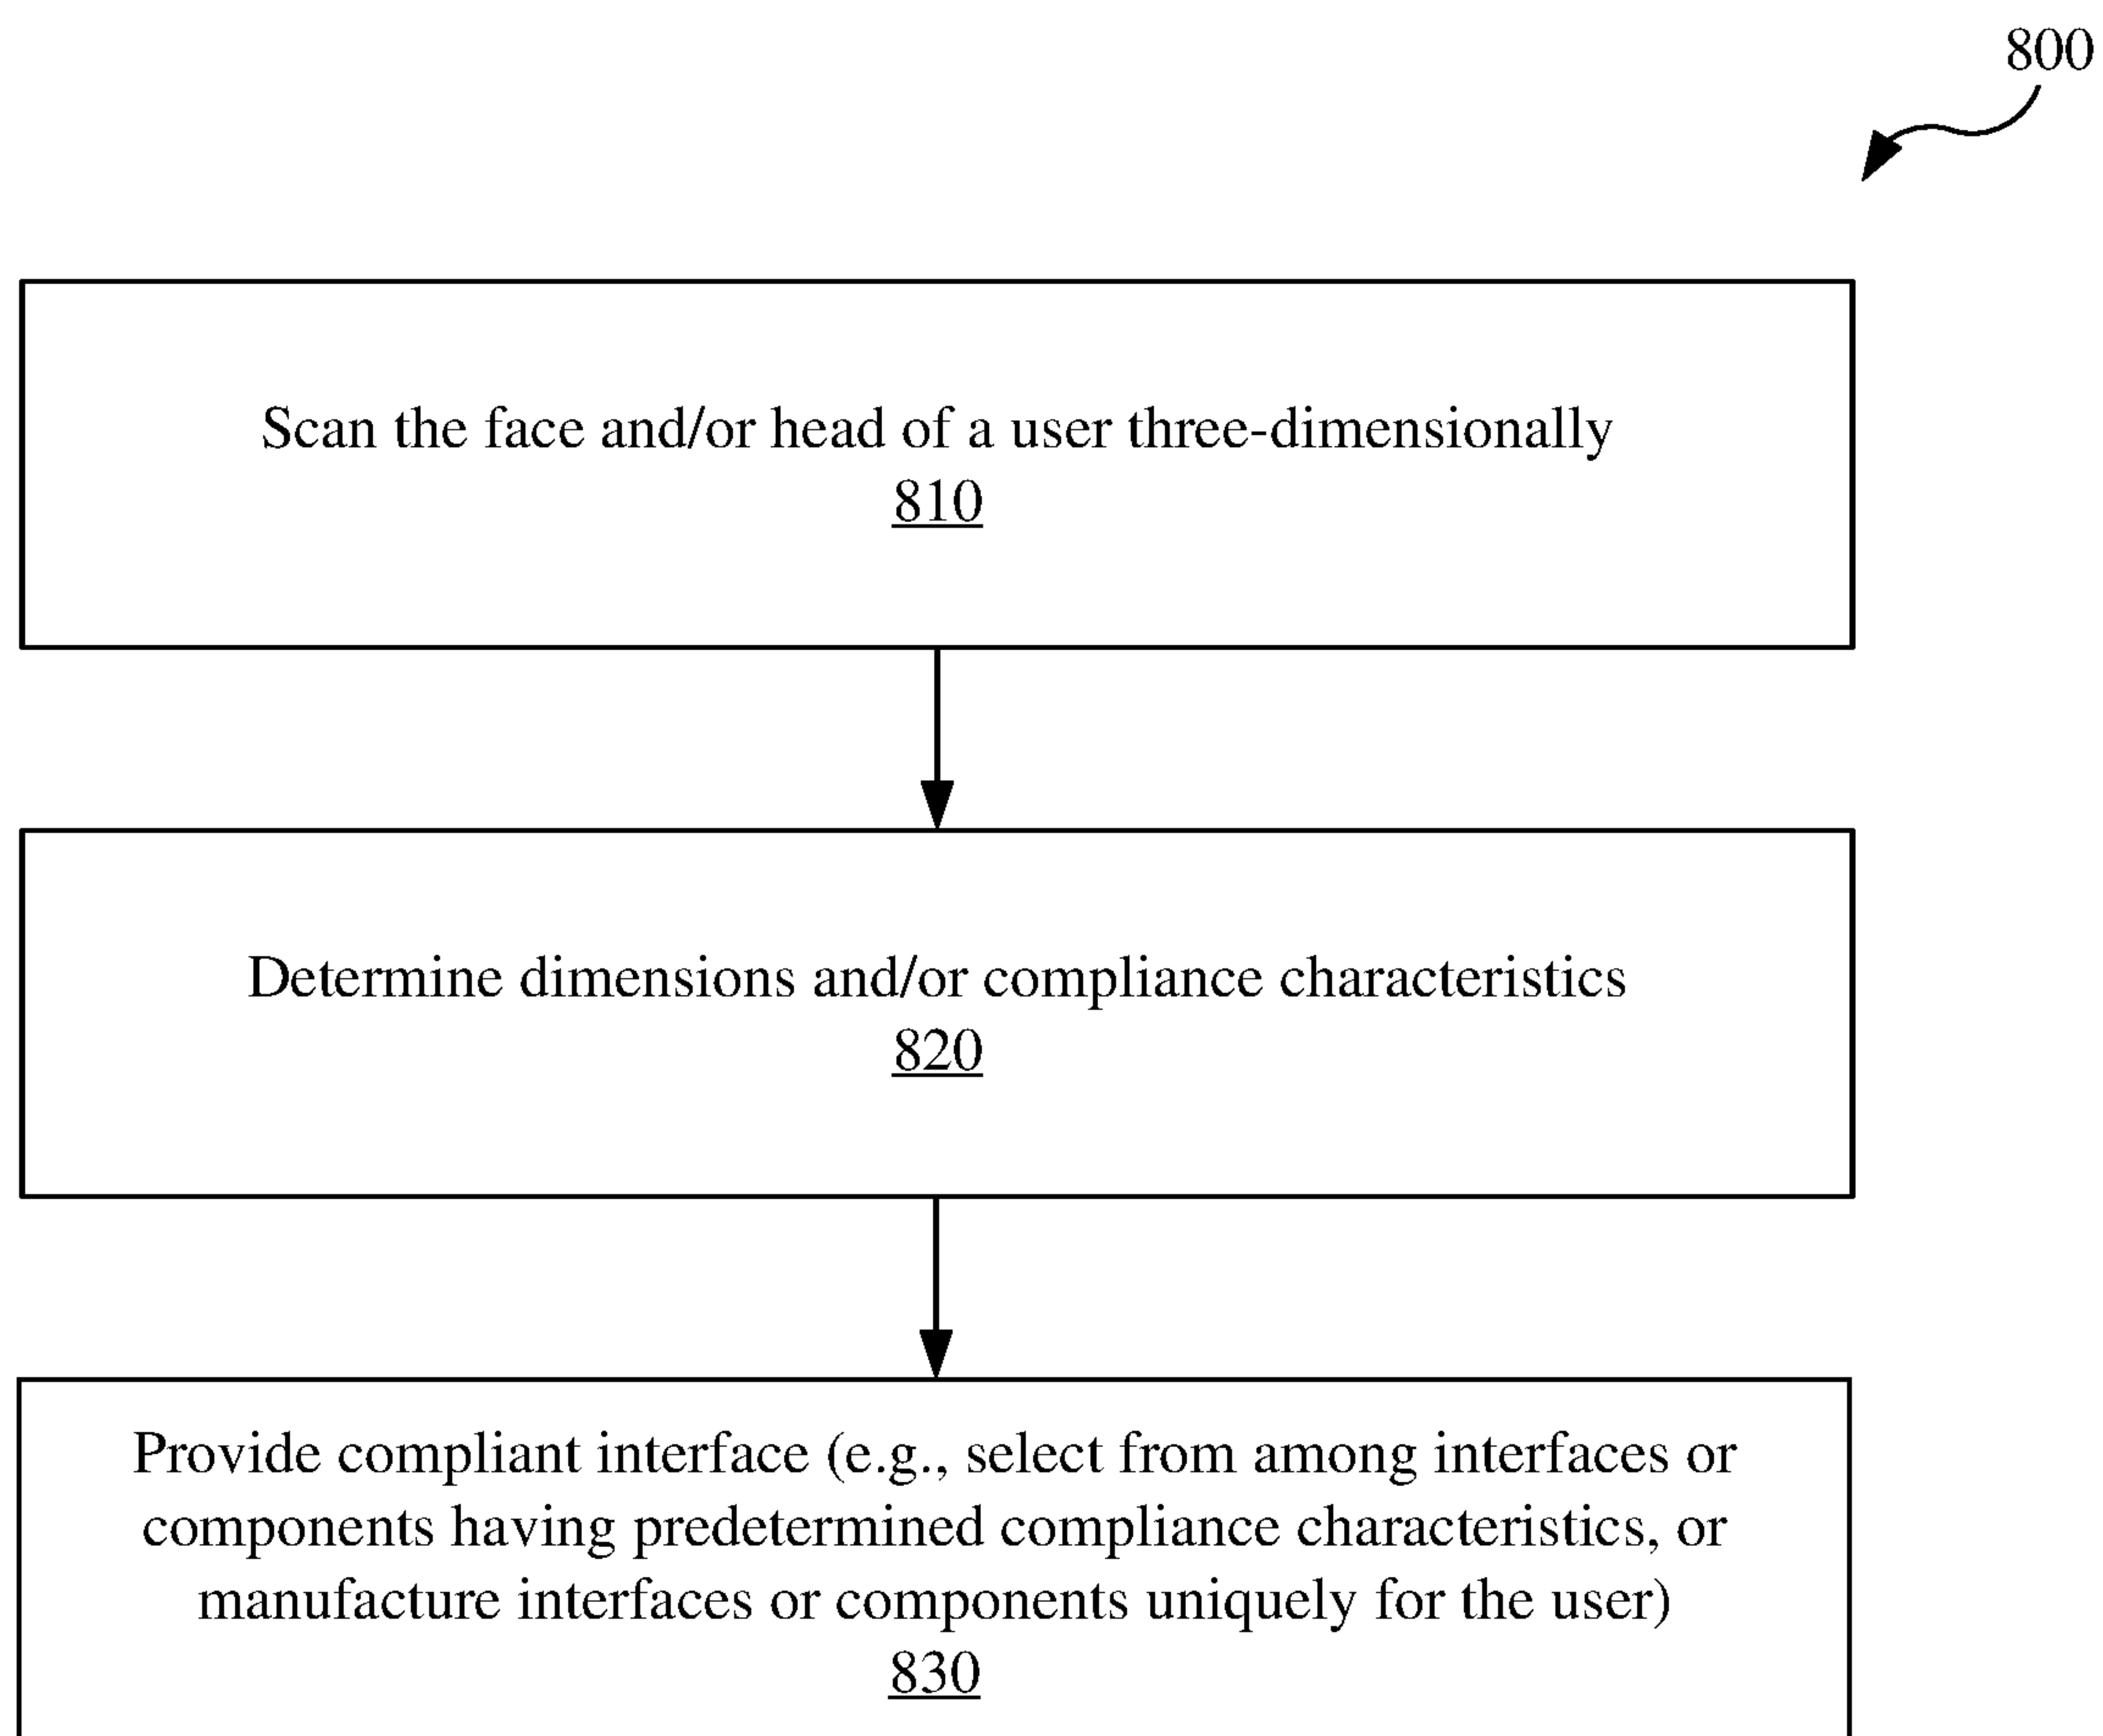 800
Scan the face and/or head of a user three-dimensionally
810
Determine dimensions and/or compliance characteristics
820
Provide compliant interface (e.g., select from among interfaces or
components having predetermined compliance characteristics, or
manufacture interfaces or components uniquely for the user)
830